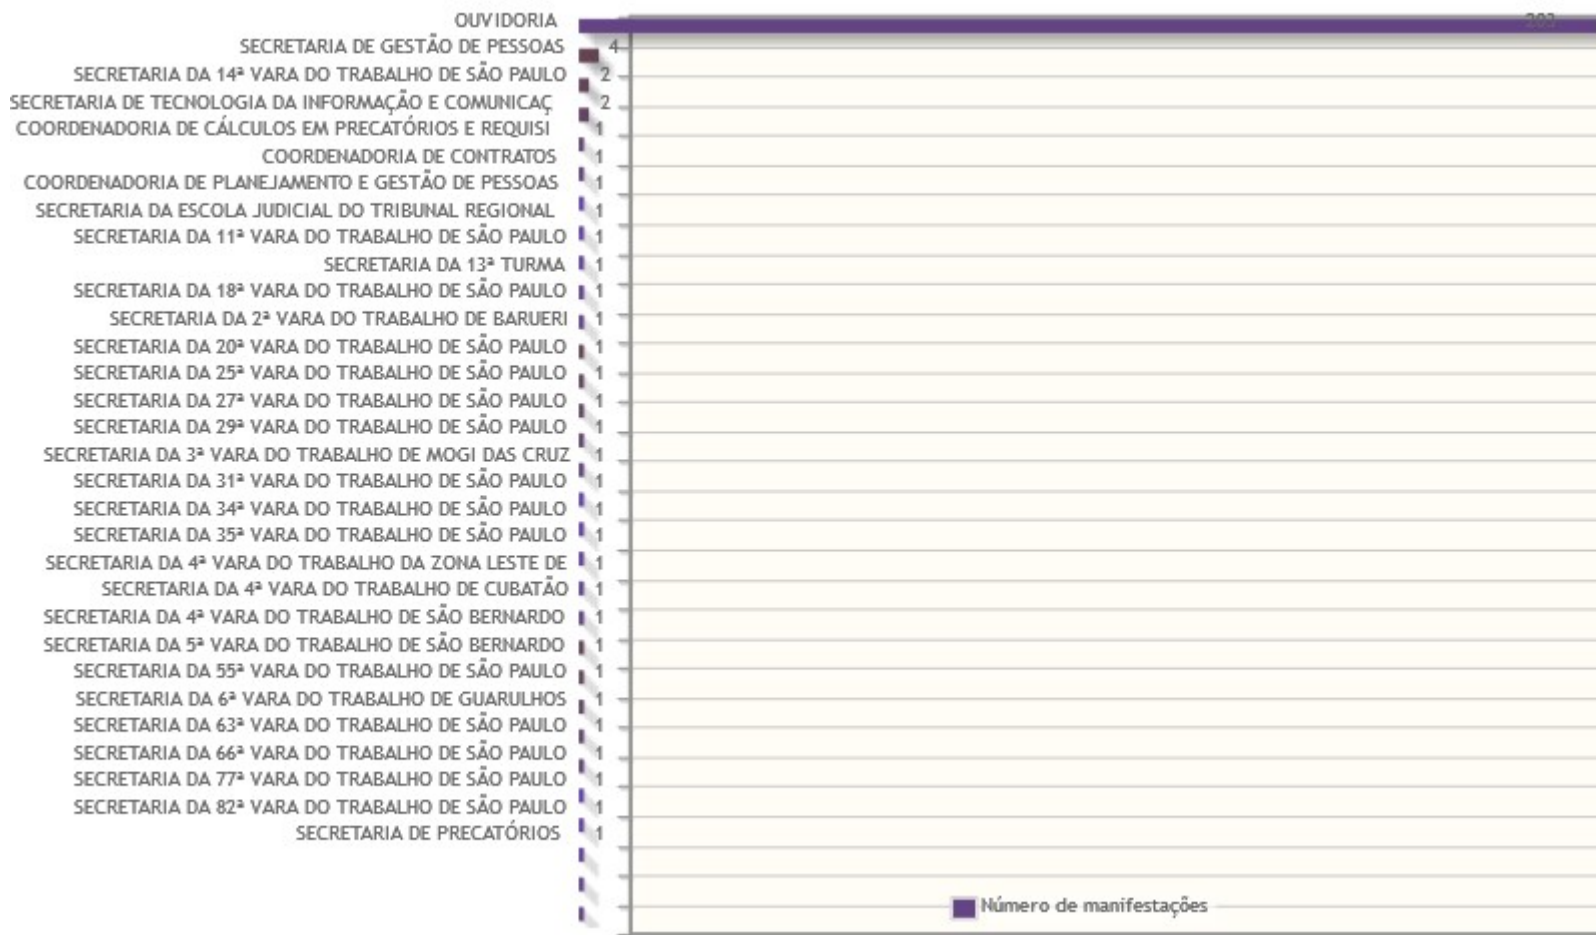 OUVIDORIA 203
SECRETARIA DE GESTÃO DE PESSOAS 4
SECRETARIA DA 14ª VARA DO TRABALHO DE SÃO PAULO 2
SECRETARIA DE TECNOLOGIA DA INFORMAÇÃO E COMUNICAÇ 2
COORDENADORIA DE CÁLCULOS EM PRECATÓRIOS E REQUISI 1
COORDENADORIA DE CONTRATOS 1
COORDENADORIA DE PLANEJAMENTO E GESTÃO DE PESSOAS 1
SECRETARIA DA ESCOLA JUDICIAL DO TRIBUNAL REGIONAL 1
SECRETARIA DA 11ª VARA DO TRABALHO DE SÃO PAULO 1
SECRETARIA DA 13ª TURMA 1
SECRETARIA DA 18ª VARA DO TRABALHO DE SÃO PAULO 1
SECRETARIA DA 2ª VARA DO TRABALHO DE BARUERI 1
SECRETARIA DA 20ª VARA DO TRABALHO DE SÃO PAULO 1
SECRETARIA DA 25ª VARA DO TRABALHO DE SÃO PAULO 1
SECRETARIA DA 27ª VARA DO TRABALHO DE SÃO PAULO 1
SECRETARIA DA 29ª VARA DO TRABALHO DE SÃO PAULO 1
SECRETARIA DA 3ª VARA DO TRABALHO DE MOGI DAS CRUZ 1
SECRETARIA DA 31ª VARA DO TRABALHO DE SÃO PAULO 1
SECRETARIA DA 34ª VARA DO TRABALHO DE SÃO PAULO 1
SECRETARIA DA 35ª VARA DO TRABALHO DE SÃO PAULO 1
SECRETARIA DA 4ª VARA DO TRABALHO DA ZONA LESTE DE 1
SECRETARIA DA 4ª VARA DO TRABALHO DE CUBATÃO 1
SECRETARIA DA 4ª VARA DO TRABALHO DE SÃO BERNARDO 1
SECRETARIA DA 5ª VARA DO TRABALHO DE SÃO BERNARDO 1
SECRETARIA DA 55ª VARA DO TRABALHO DE SÃO PAULO 1
SECRETARIA DA 6ª VARA DO TRABALHO DE GUARULHOS 1
SECRETARIA DA 63ª VARA DO TRABALHO DE SÃO PAULO 1
SECRETARIA DA 66ª VARA DO TRABALHO DE SÃO PAULO 1
SECRETARIA DA 77ª VARA DO TRABALHO DE SÃO PAULO 1
SECRETARIA DA 82ª VARA DO TRABALHO DE SÃO PAULO 1
SECRETARIA DE PRECATÓRIOS 1
Número de manifestações